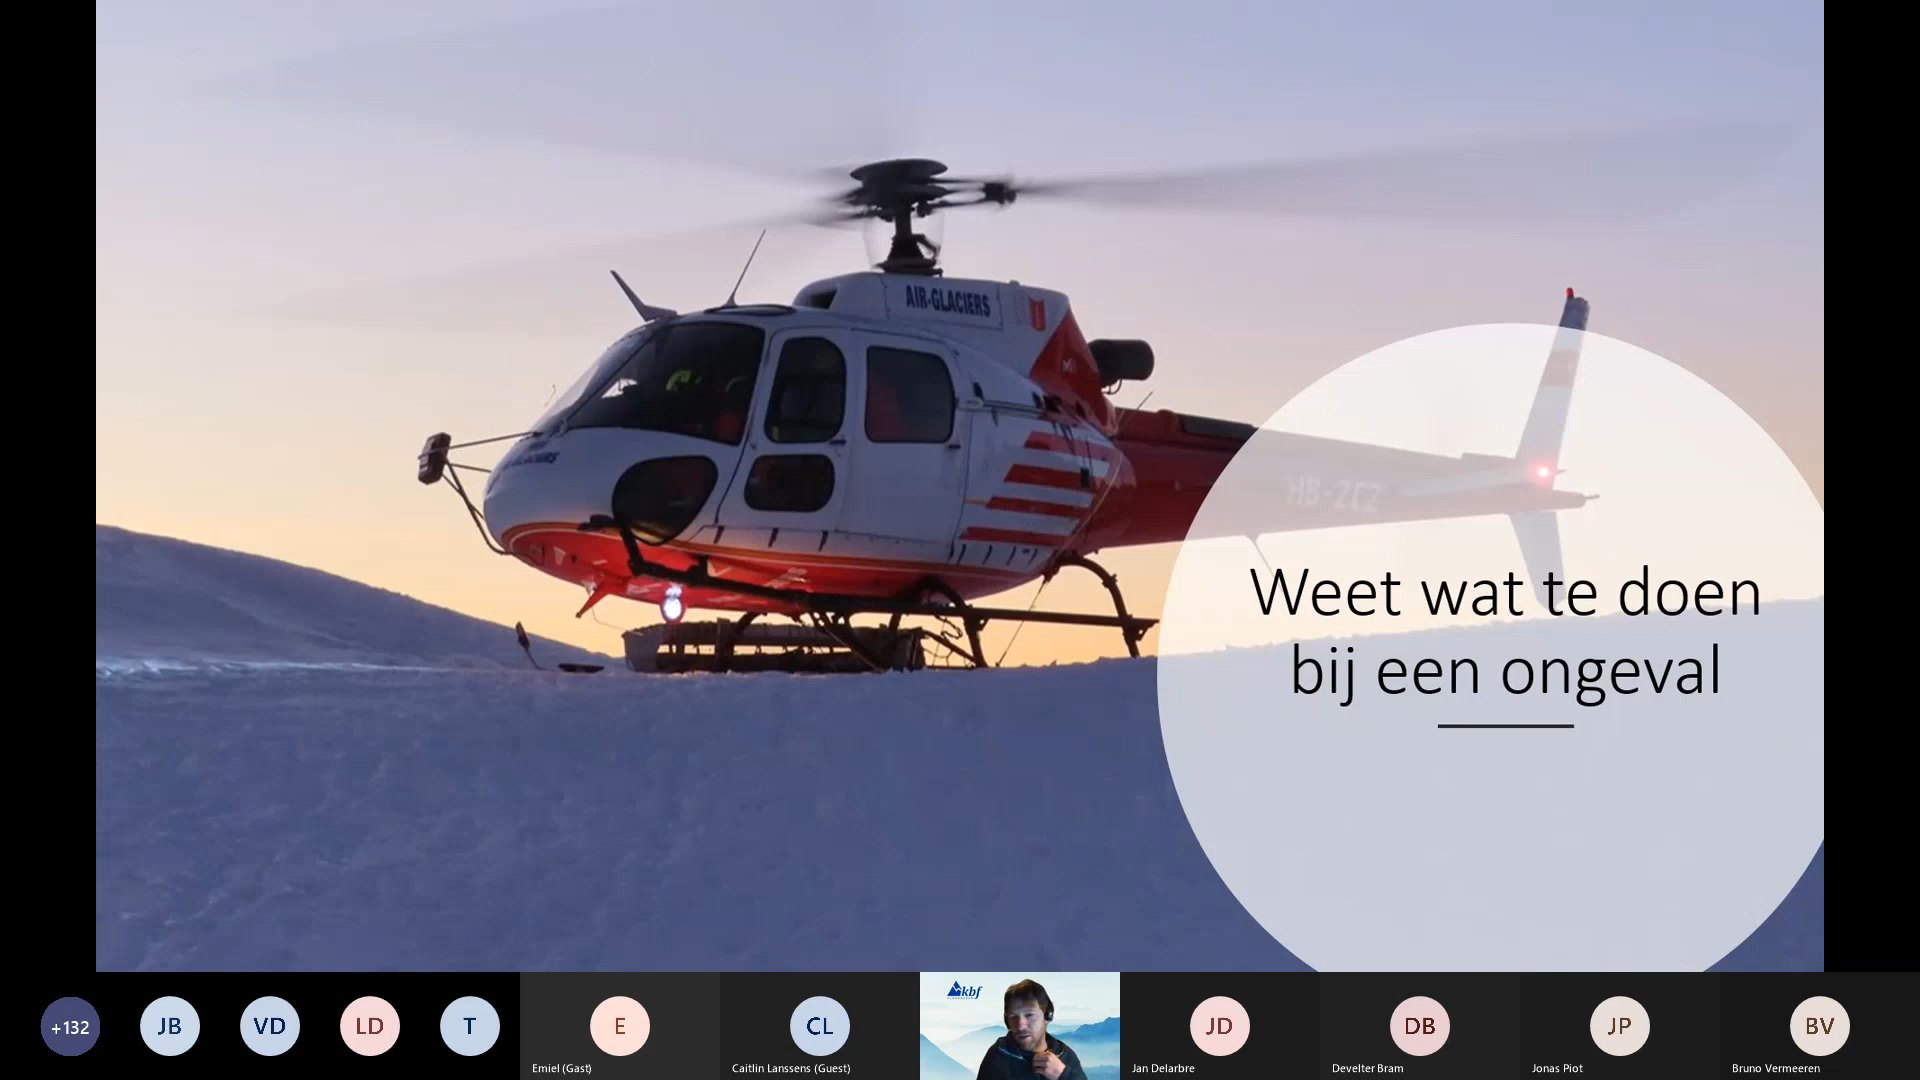 AIR-GLACIERS
HB-ZCZ
Weet wat te doen
bij een ongeval
+132
JB
VD
LD
T
E
Emiel (Gast)
CL
Caitlin Lanssens (Guest)
kbf
JD
Jan Delarbre
DB
Develter Bram
JP
Jonas Piot
BV
Bruno Vermeeren